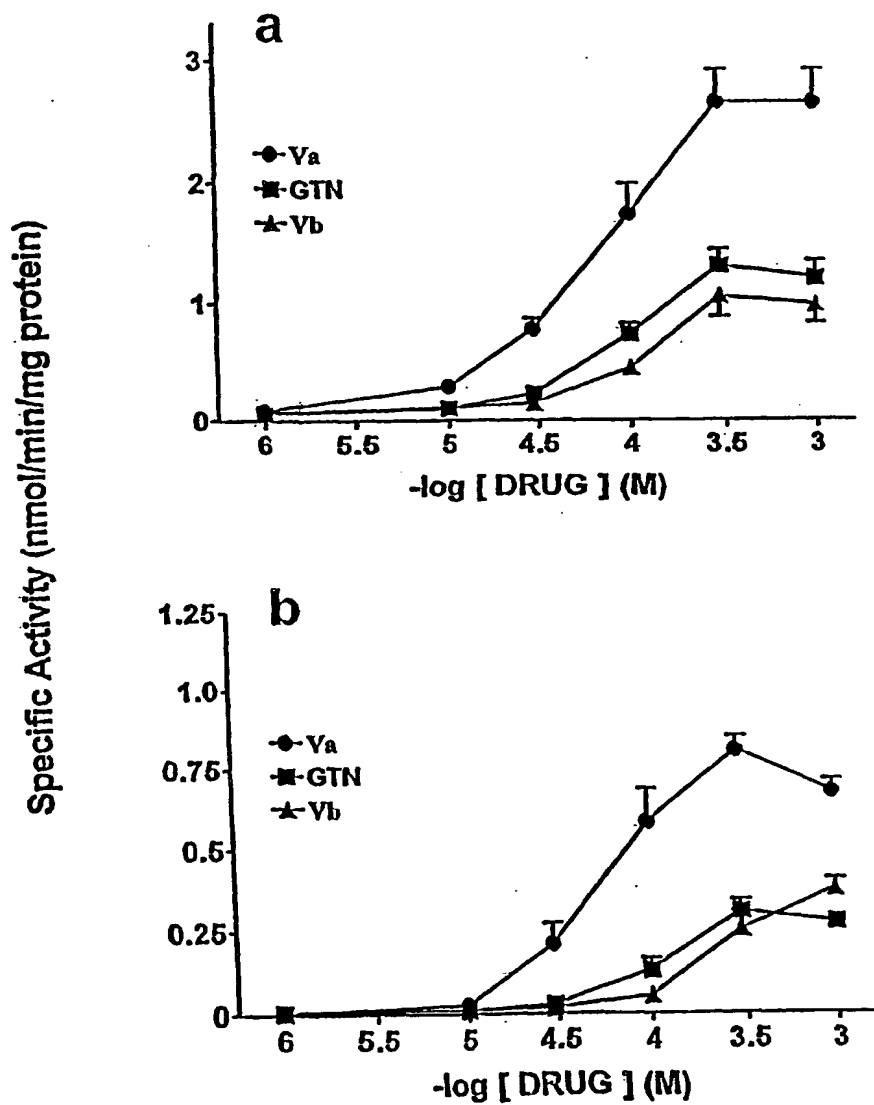 a
3
2
1
0
Va
GTN
Vb
6 5.5 5 4.5 4 3.5 3
-log [ DRUG ] (M)
Specific Activity (nmol/min/mg protein)
b
1.25
1.0
0.75
0.5
0.25
0
Va
GTN
Vb
6 5.5 5 4.5 4 3.5 3
-log [ DRUG ] (M)